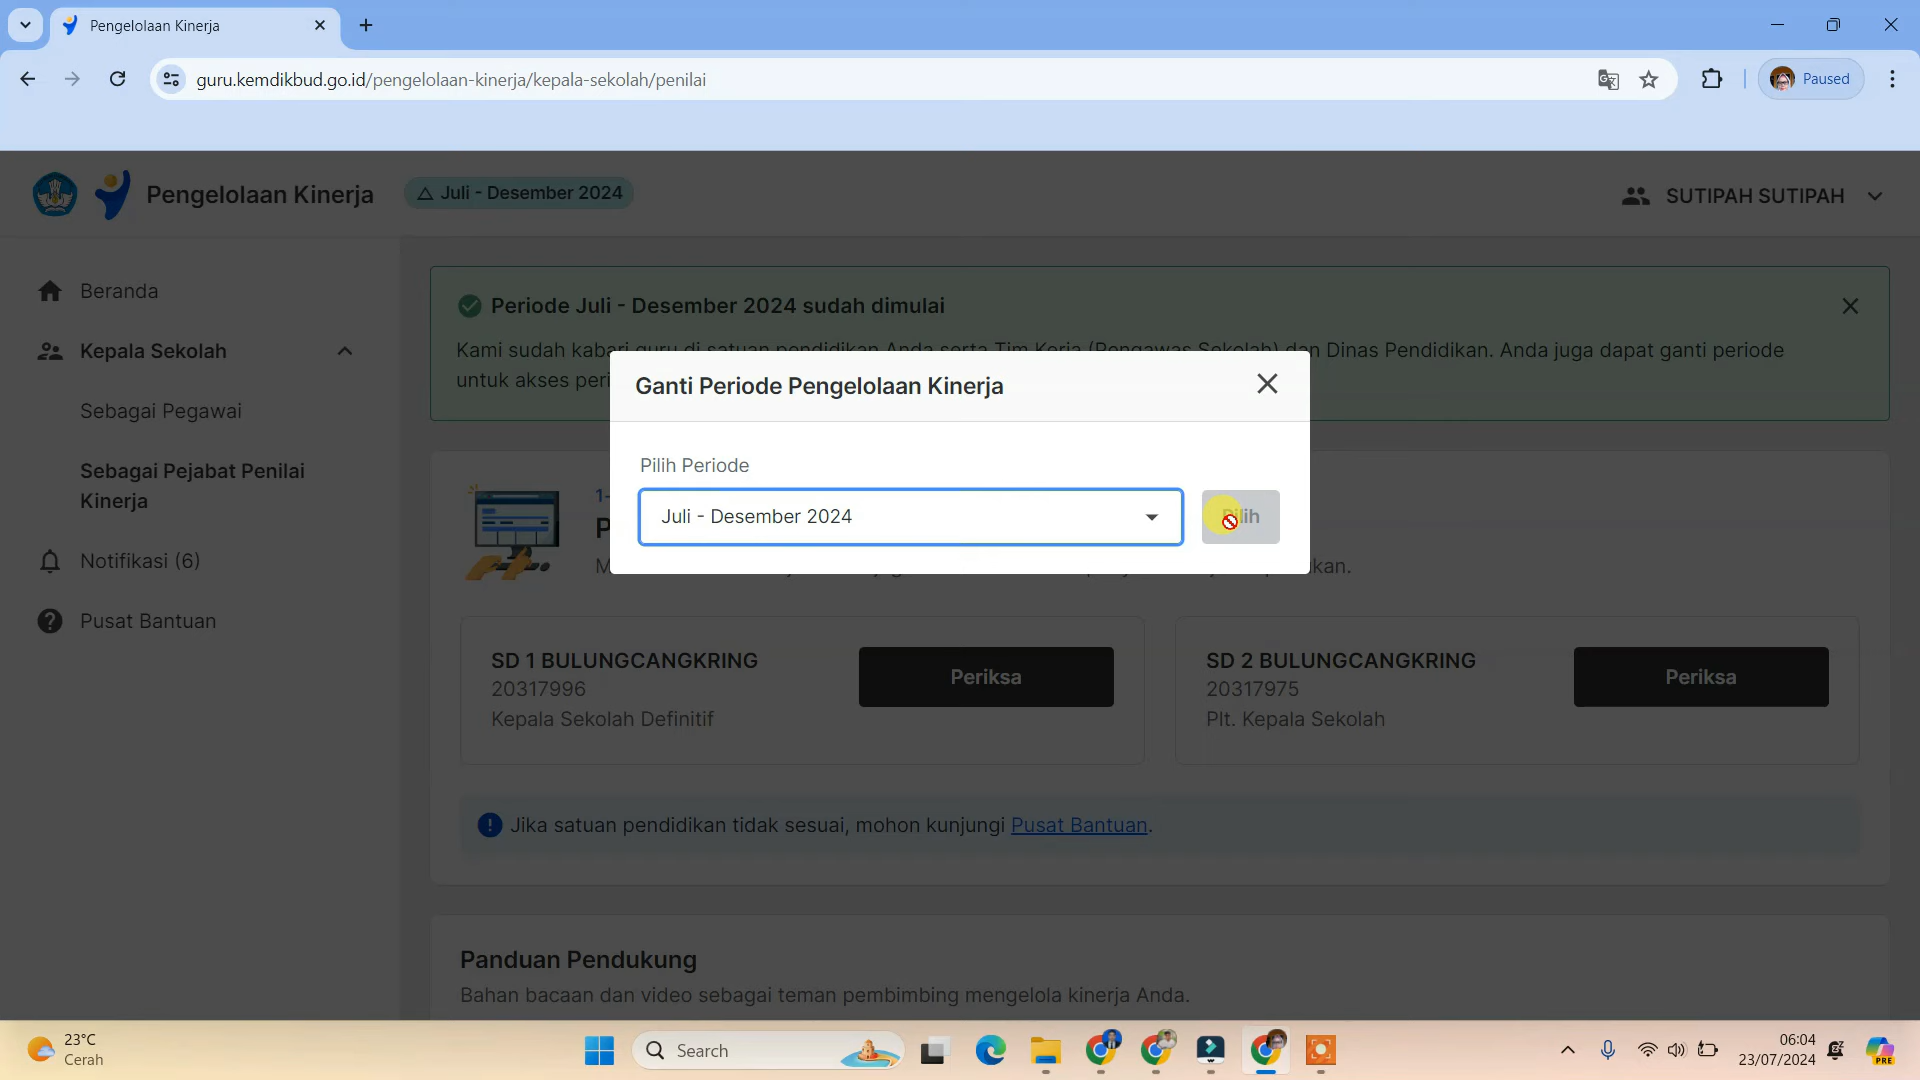 Pengelolaan Kinerja
guru.kemdikbud.go.id/pengelolaan-kinerja/kepala-sekolah/penilai
Paused
Pengelolaan Kinerja
Juli - Desember 2024
SUTIPAH SUTIPAH
Beranda
Kepala Sekolah
Sebagai Pegawai
Sebagai Pejabat Penilai
Kinerja
Notifikasi (6)
Pusat Bantuan
Periode Juli - Desember 2024 sudah dimulai
Kami sudah kabari guru di satuan pendidikan Anda serta Tim Kerja (Pengawas Sekolah) dan Dinas Pendidikan. Anda juga dapat ganti periode
untuk akses
Ganti Periode Pengelolaan Kinerja
Pilih Periode
Juli - Desember 2024
Pilih
SD 1 BULUNGCANGKRING
20317996
Kepala Sekolah Definitif
Periksa
SD 2 BULUNGCANGKRING
20317975
Plt. Kepala Sekolah
Periksa
Jika satuan pendidikan tidak sesuai, mohon kunjungi Pusat Bantuan.
Panduan Pendukung
Bahan bacaan dan video sebagai teman pembimbing mengelola kinerja Anda.
23°C
Cerah
Search
PRE
06:04
23/07/2024